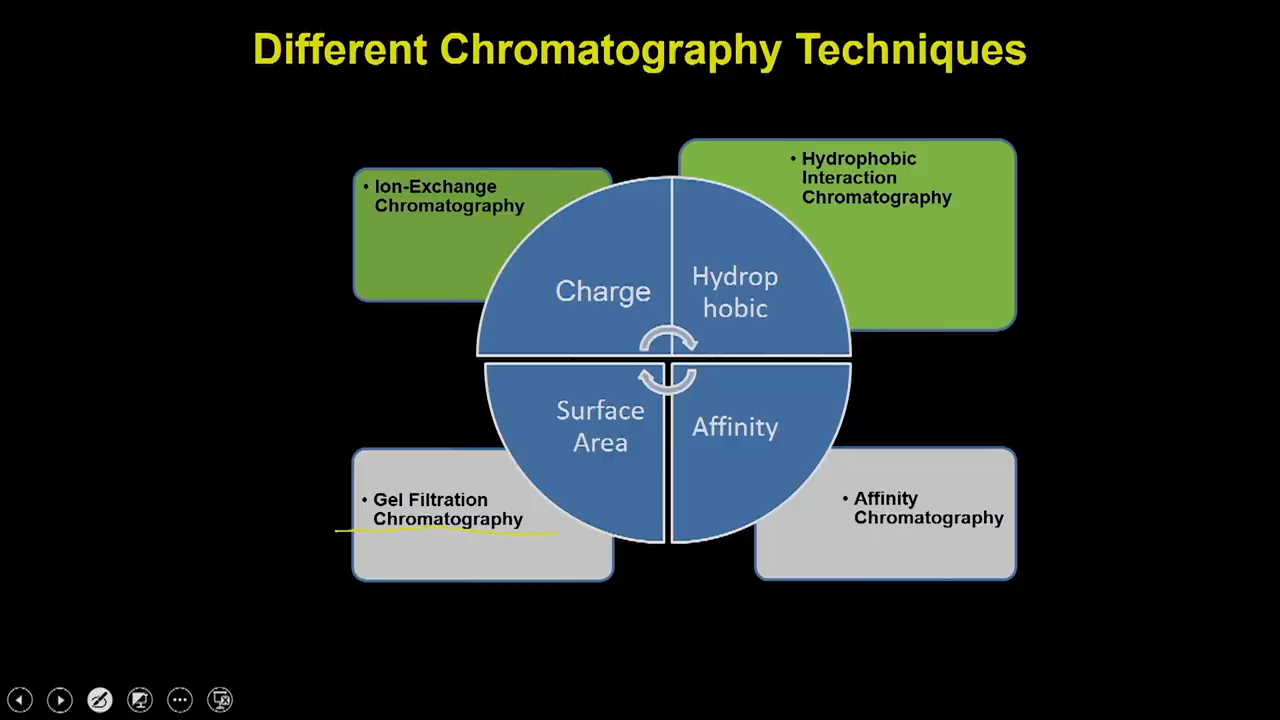 Different Chromatography Techniques
• Ion-Exchange
Chromatography
• Hydrophobic
Interaction
Chromatography
Charge
Hydrop
hobic
Surface
Area
Affinity
• Gel Filtration
Chromatography
• Affinity
Chromatography